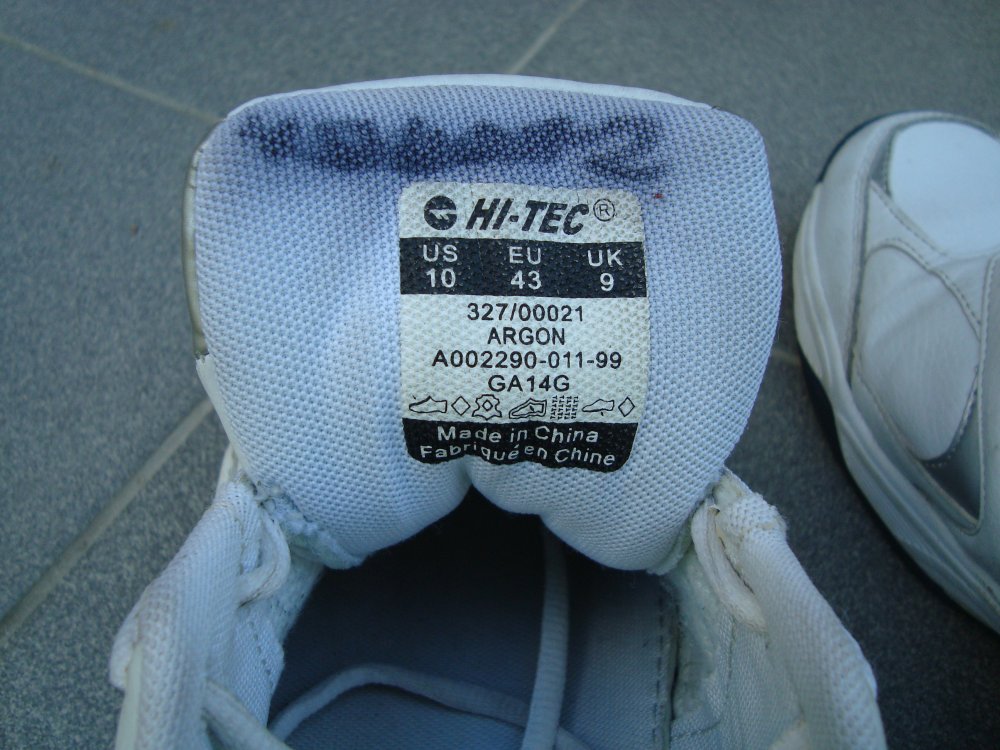 HI-TEC®
US EU UK
10 43 9
327/00021
ARGON
A002290-011-99
GA14G
Made in China
Fabriqué en Chine